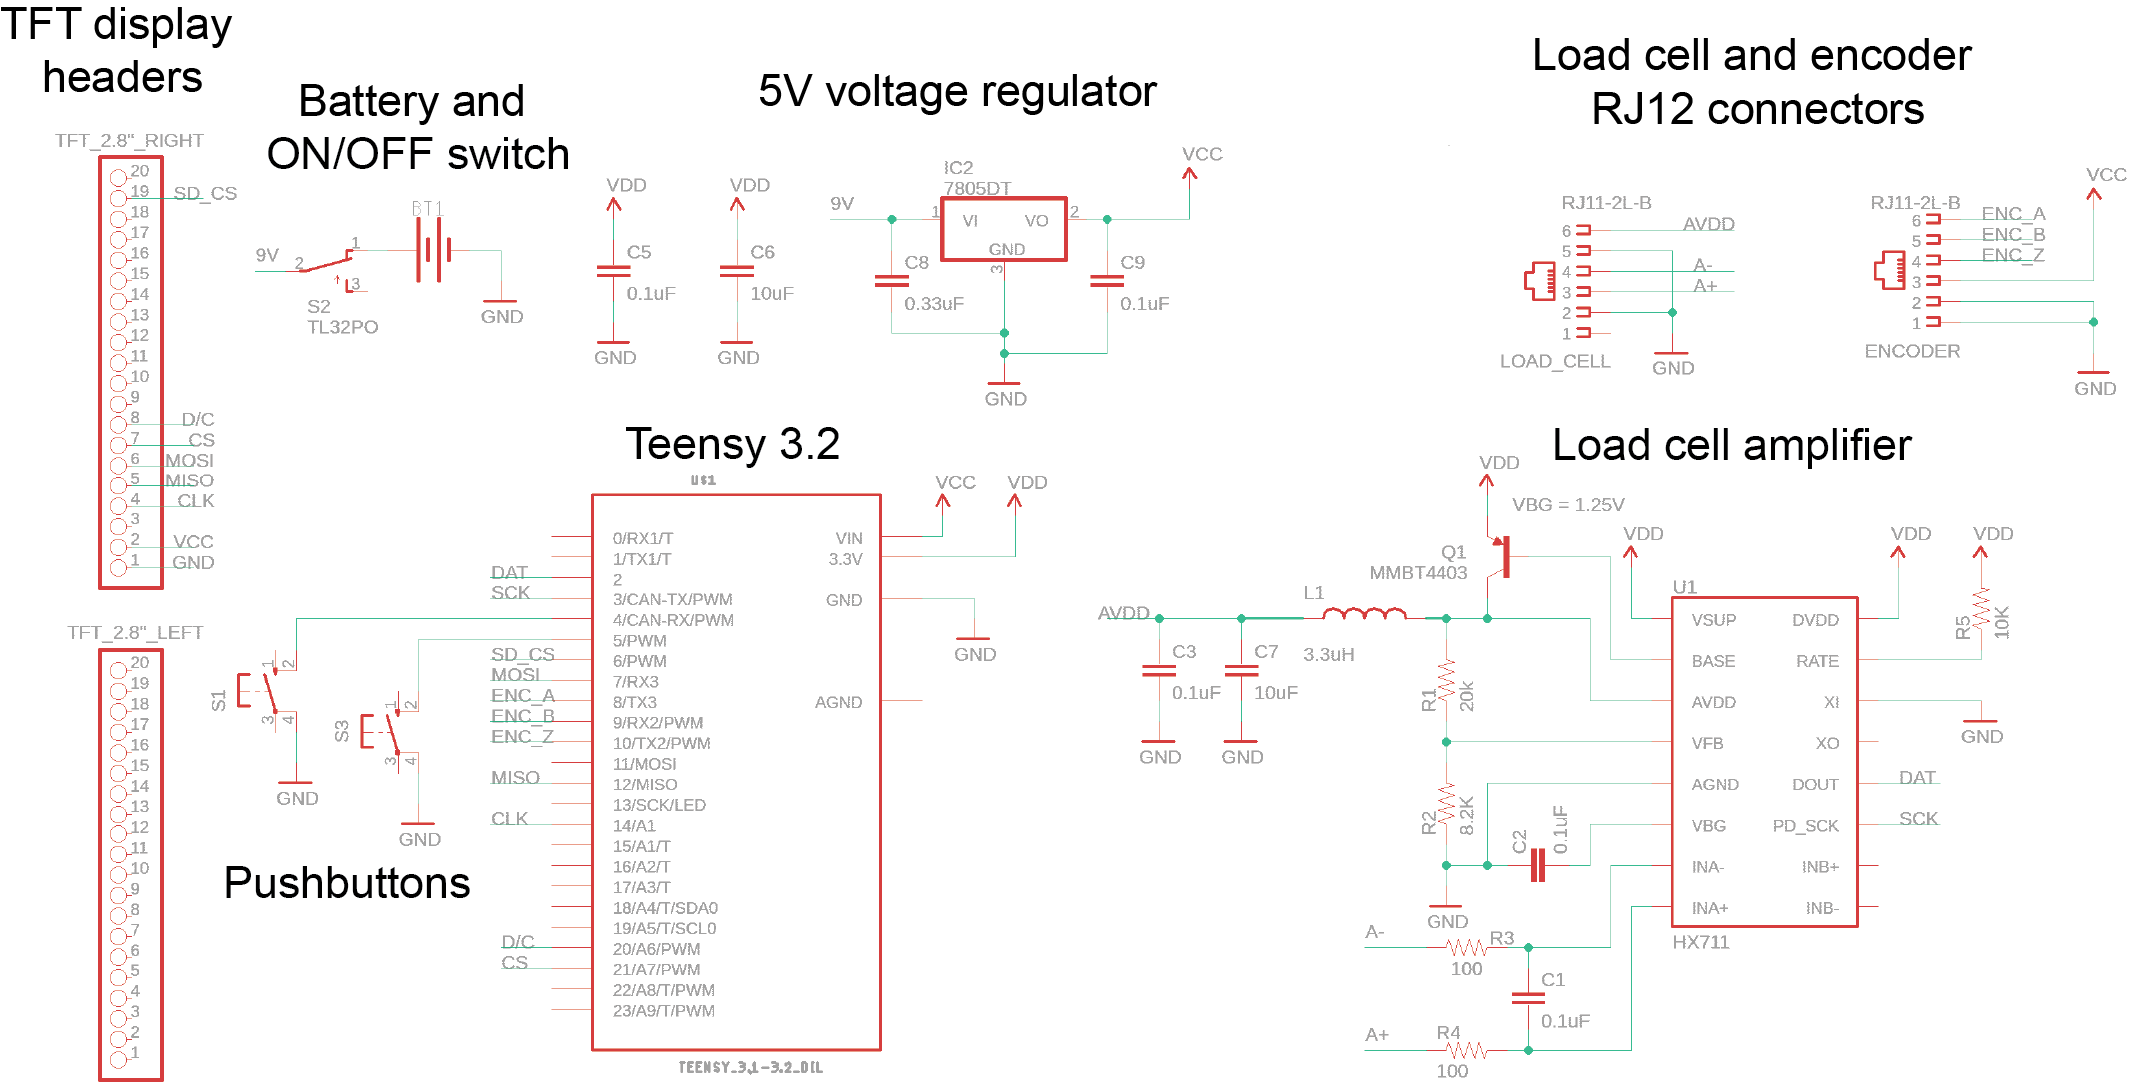 TFT display
headers
TFT_2.8"_RIGHT
20
19
SD_CS
18
17
16
15
14
13
12
11
10
9
8
D/C
7
CS
6
MOSI
5
MISO
4
CLK
3
2
VCC
1
GND
TFT_2.8"_LEFT
20
19
18
17
16
15
14
13
12
11
10
9
8
7
6
5
4
3
2
1
Battery and
ON/OFF switch
BT1
9V
2
1
3
S2
TL32PO
GND
VDD
C5
0.1uF
GND
VDD
C6
10uF
GND
5V voltage regulator
IC2
7805DT
9V
1
VI
VO
2
GND
3
VCC
C8
0.33uF
C9
0.1uF
GND
Load cell and encoder
RJ12 connectors
RJ11-2L-B
6
AVDD
5
4
A-
3
A+
2
1
LOAD_CELL
GND
RJ11-2L-B
VCC
6
ENC_A
5
ENC_B
4
ENC_Z
3
2
1
ENCODER
GND
Pushbuttons
S1
1
2
3
4
GND
S3
1
2
3
4
GND
Teensy 3.2
US1
VCC
VDD
0/RX1/T
VIN
1/TX1/T
3.3V
DAT
2
SCK
3/CAN-TX/PWM
GND
4/CAN-RX/PWM
5/PWM
GND
SD_CS
6/PWM
MOSI
7/RX3
ENC_A
8/TX3
AGND
ENC_B
9/RX2/PWM
ENC_Z
10/TX2/PWM
11/MOSI
MISO
12/MISO
13/SCK/LED
CLK
14/A1
15/A1/T
16/A2/T
17/A3/T
18/A4/T/SDA0
19/A5/T/SCL0
D/C
20/A6/PWM
CS
21/A7/PWM
22/A8/T/PWM
23/A9/T/PWM
TEENSY_3.1-3.2_DIL
Load cell amplifier
VDD
VBG = 1.25V
Q1
MMBT4403
VDD
VDD
VDD
R5
10K
AVDD
L1
3.3uH
C3
0.1uF
GND
C7
10uF
GND
R1
20k
R2
8.2K
GND
C2
0.1uF
U1
VSUP
DVDD
BASE
RATE
AVDD
XI
GND
VFB
XO
AGND
DOUT
DAT
VBG
PD_SCK
SCK
INA-
INB+
INA+
INB-
HX711
A-
R3
100
C1
0.1uF
A+
R4
100